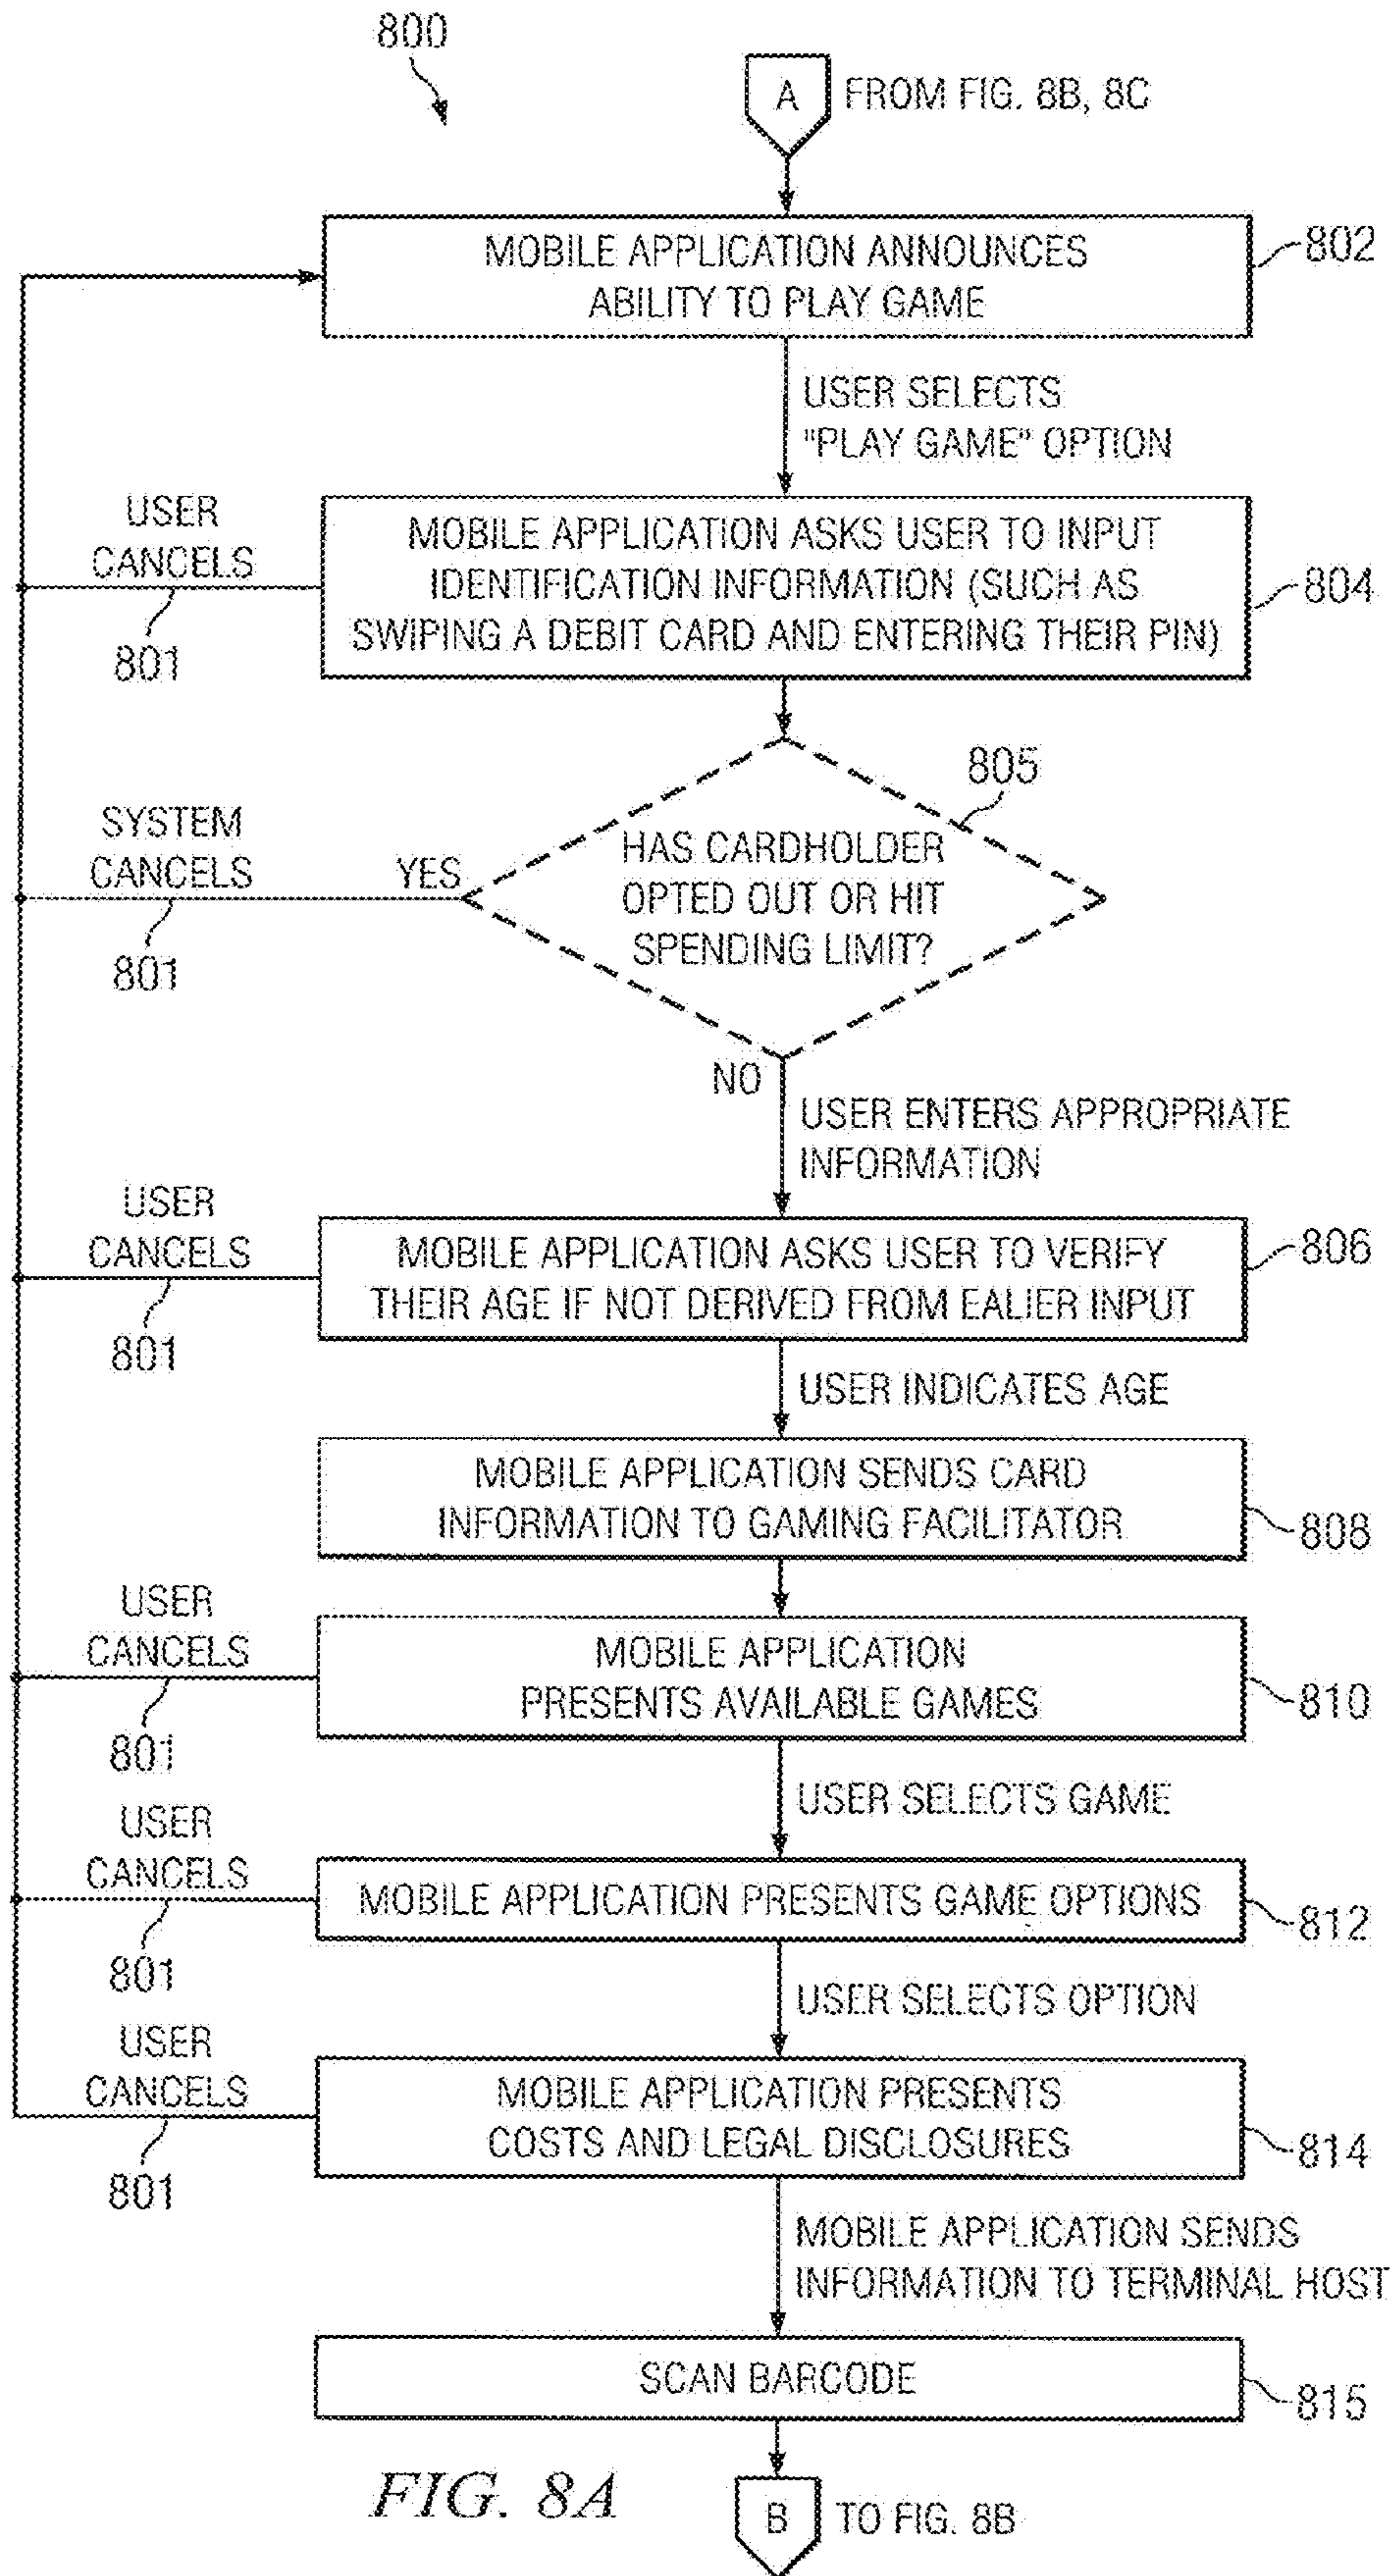 800
A
FROM FIG. 8B, 8C
MOBILE APPLICATION ANNOUNCES
ABILITY TO PLAY GAME
802
USER SELECTS
"PLAY GAME" OPTION
USER
CANCELS
801
MOBILE APPLICATION ASKS USER TO INPUT
IDENTIFICATION INFORMATION (SUCH AS
SWIPING A DEBIT CARD AND ENTERING THEIR PIN)
804
SYSTEM
CANCELS
801
YES
HAS CARDHOLDER
OPTED OUT OR HIT
SPENDING LIMIT?
805
NO
USER ENTERS APPROPRIATE
INFORMATION
USER
CANCELS
801
MOBILE APPLICATION ASKS USER TO VERIFY
THEIR AGE IF NOT DERIVED FROM EALIER INPUT
806
USER INDICATES AGE
MOBILE APPLICATION SENDS CARD
INFORMATION TO GAMING FACILITATOR
808
USER
CANCELS
801
MOBILE APPLICATION
PRESENTS AVAILABLE GAMES
810
USER SELECTS GAME
USER
CANCELS
801
MOBILE APPLICATION PRESENTS GAME OPTIONS
812
USER SELECTS OPTION
USER
CANCELS
801
MOBILE APPLICATION PRESENTS
COSTS AND LEGAL DISCLOSURES
814
MOBILE APPLICATION SENDS
INFORMATION TO TERMINAL HOST
SCAN BARCODE
815
FIG. 8A
B
TO FIG. 8B